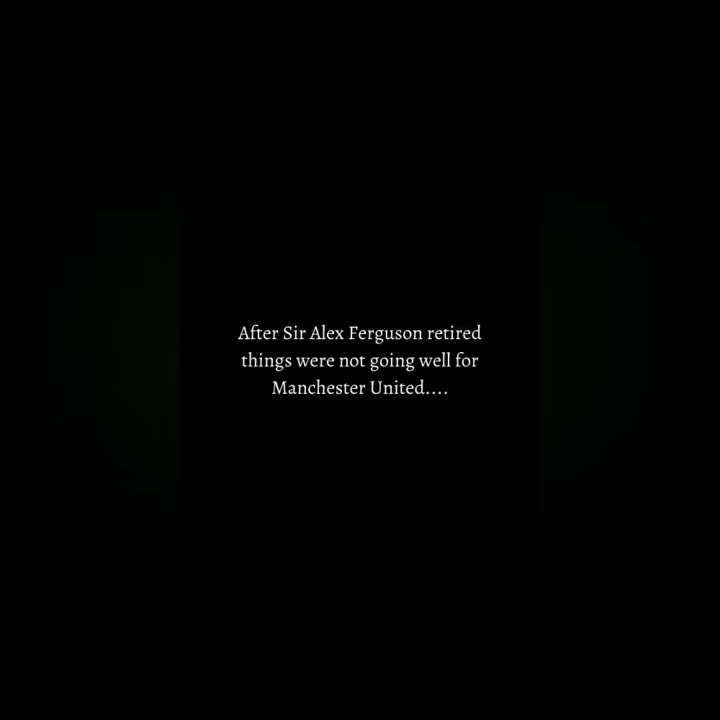 After Sir Alex Ferguson retired
things were not going well for
Manchester United....